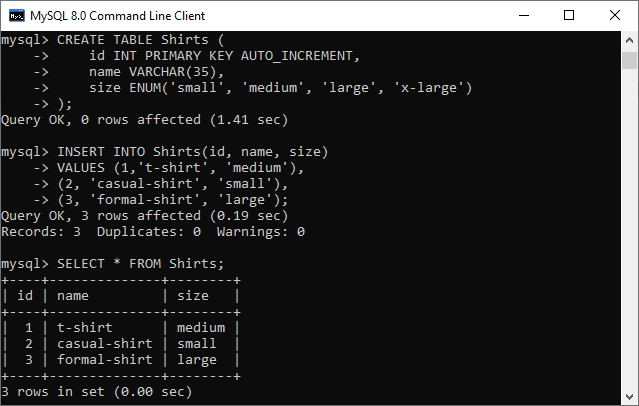 MySQL 8.0 Command Line Client
mysql> CREATE TABLE Shirts (
    ->     id INT PRIMARY KEY AUTO_INCREMENT,
    ->     name VARCHAR(35),
    ->     size ENUM('small', 'medium', 'large', 'x-large')
    -> );
Query OK, 0 rows affected (1.41 sec)
mysql> INSERT INTO Shirts(id, name, size)
    -> VALUES (1,'t-shirt', 'medium'),
    -> (2, 'casual-shirt', 'small'),
    -> (3, 'formal-shirt', 'large');
Query OK, 3 rows affected (0.19 sec)
Records: 3  Duplicates: 0  Warnings: 0
mysql> SELECT * FROM Shirts;
+----+--------------+--------+
| id | name         | size   |
+----+--------------+--------+
|  1 | t-shirt      | medium |
|  2 | casual-shirt | small  |
|  3 | formal-shirt | large  |
+----+--------------+--------+
3 rows in set (0.00 sec)